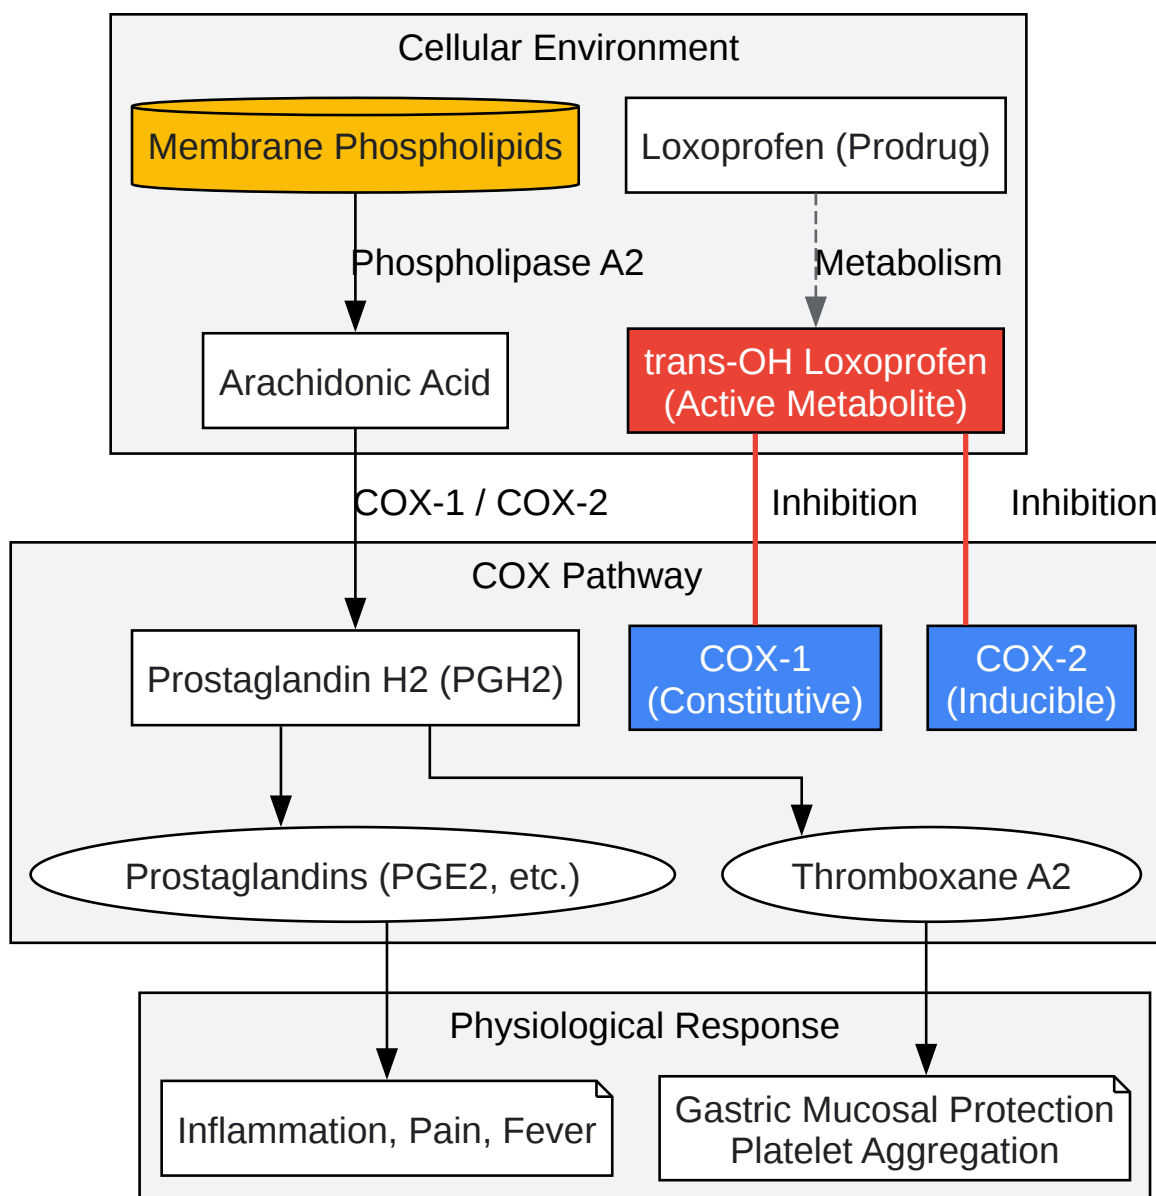 Cellular Environment
Membrane Phospholipids
Loxoprofen (Prodrug)
Phospholipase A2
Metabolism
Arachidonic Acid
trans-OH Loxoprofen
(Active Metabolite)
COX-1 / COX-2
Inhibition
Inhibition
COX Pathway
Prostaglandin H2 (PGH2)
COX-1
(Constitutive)
COX-2
(Inducible)
Prostaglandins (PGE2, etc.)
Thromboxane A2
Physiological Response
Inflammation, Pain, Fever
Gastric Mucosal Protection
Platelet Aggregation